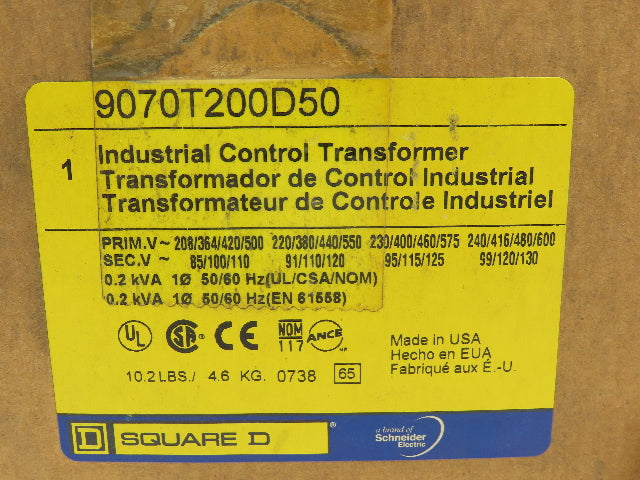 9070T200D50
1 Industrial Control Transformer
Transformador de Control Industrial
Transformateur de Controle Industriel
PRIM.V~ 208/364/420/500 220/380/440/550 230/400/460/575 240/416/480/600
SEC.V ~ 85/100/110 91/110/120 95/115/125 99/120/130
0.2 kVA 1Ø 50/60 Hz(UL/CSA/NOM)
0.2 kVA 1Ø 50/60 Hz(EN 61558)
UL SA ® CE NOM 117 ANCE
Made in USA
Hecho en EUA
Fabriqué aux É.-U.
10.2 LBS./ 4.6 KG. 0738 65
D SQUARE D ®
a brand of
Schneider
Electric